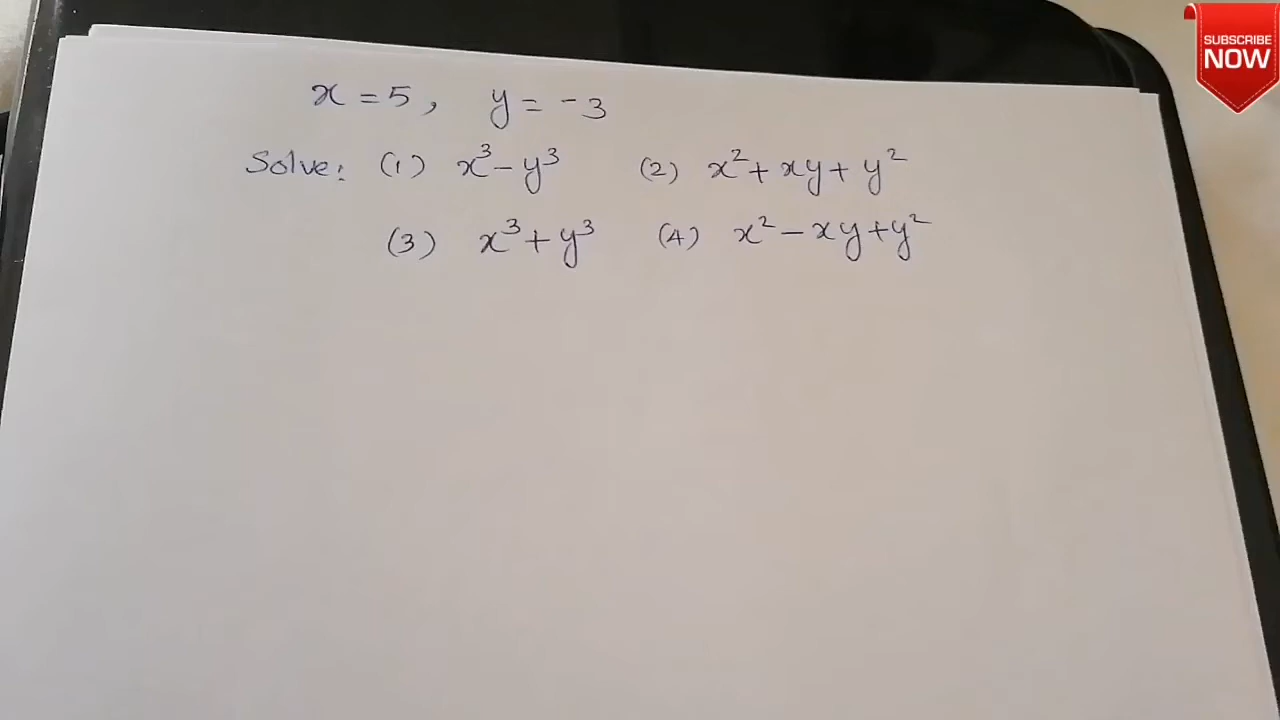 x = 5, y = -3
Solve: (1) x³ - y³ (2) x² + xy + y²
(3) x³ + y³ (4) x² - xy + y²
SUBSCRIBE
NOW